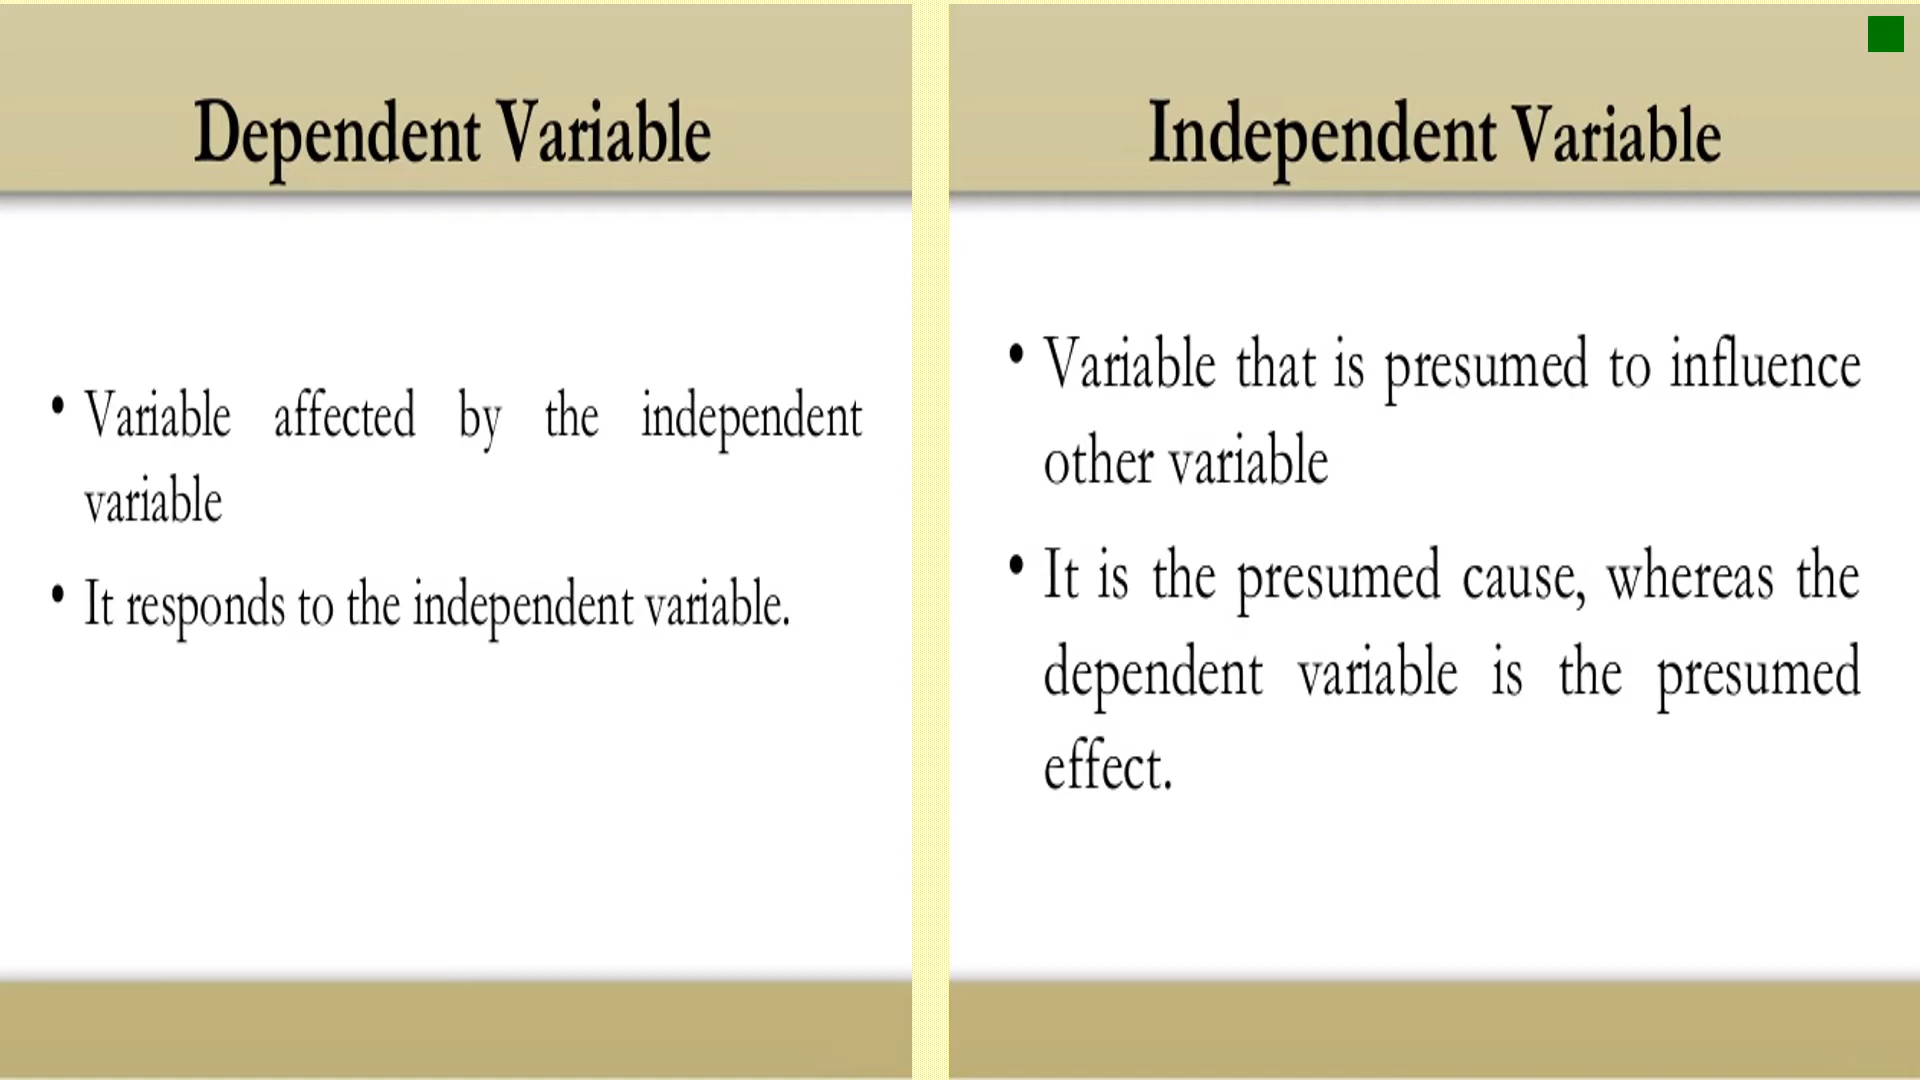 Dependent Variable
• Variable affected by the independent
variable
• It responds to the independent variable.
Independent Variable
• Variable that is presumed to influence
other variable
• It is the presumed cause, whereas the
dependent variable is the presumed
effect.